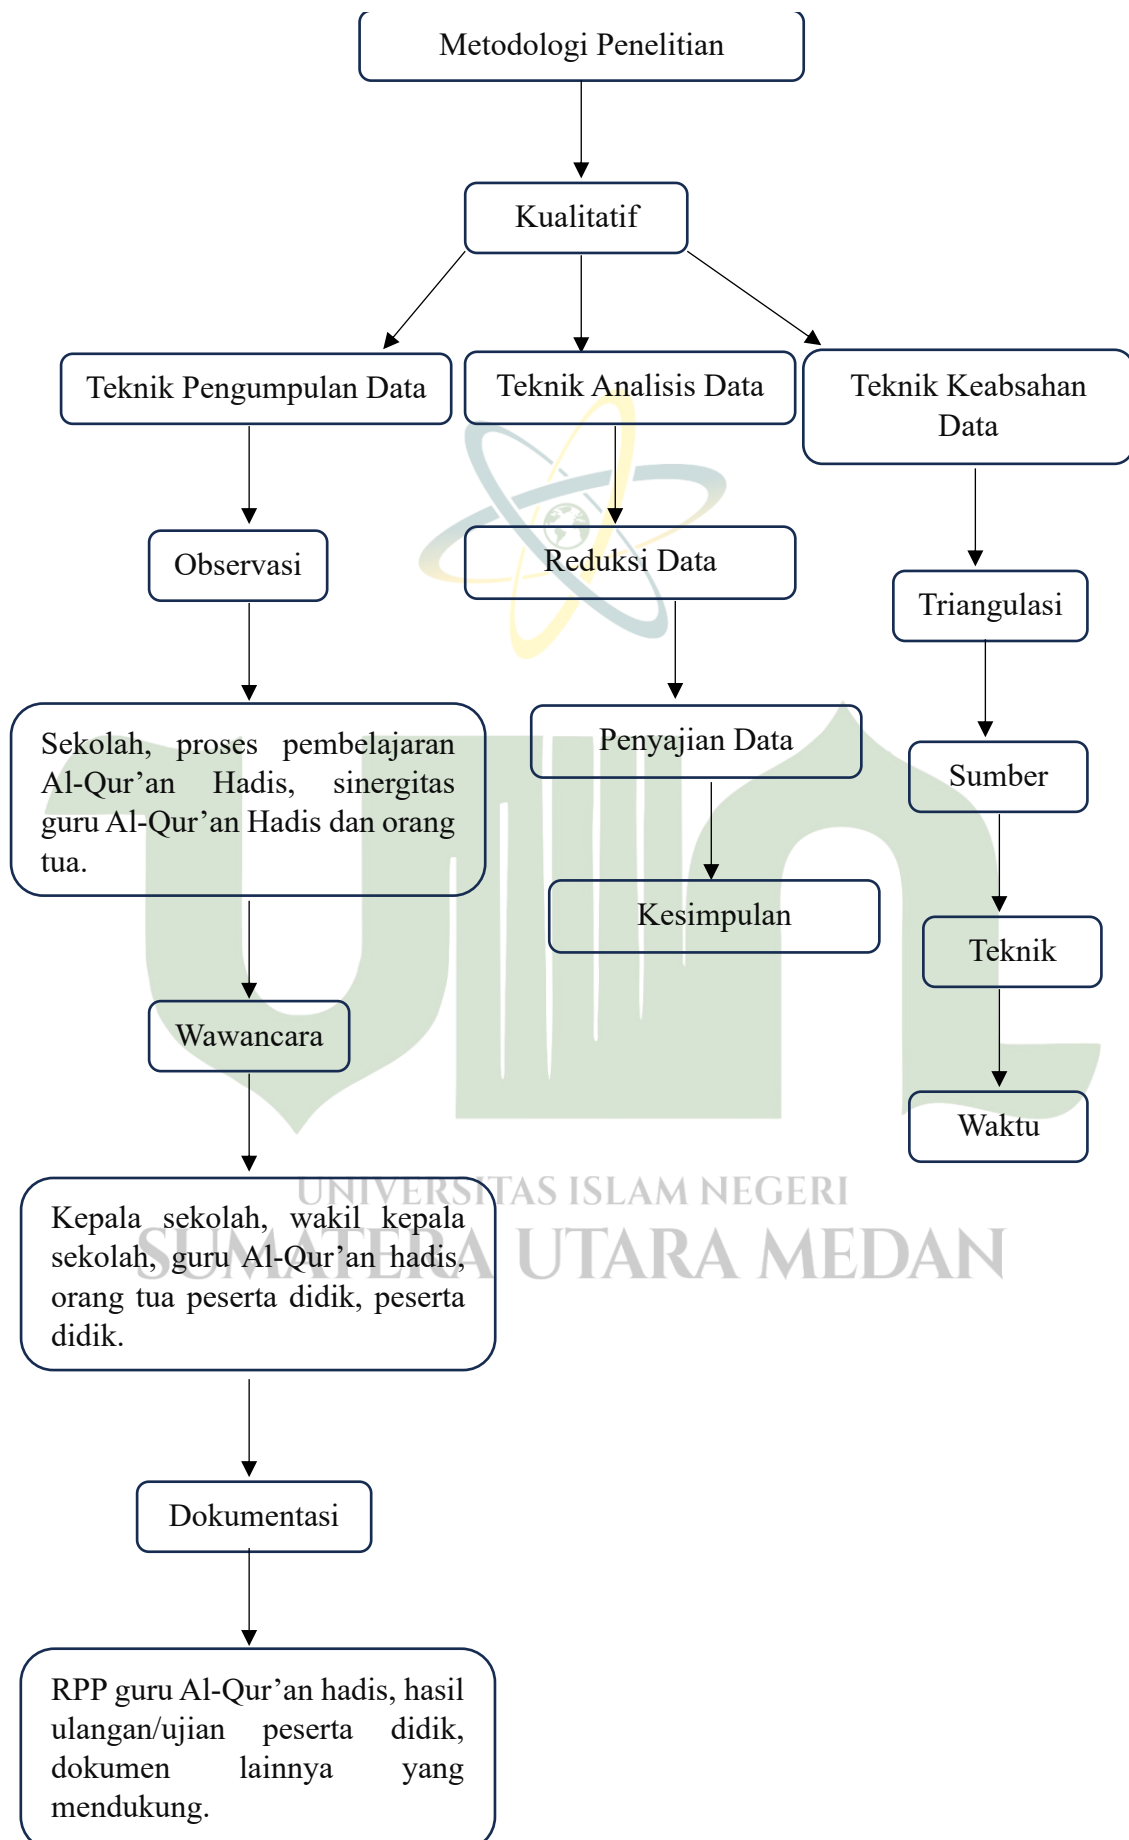 Metodologi Penelitian
Kualitatif
Teknik Pengumpulan Data
Teknik Analisis Data
Teknik Keabsahan
Data
Observasi
Reduksi Data
Triangulasi
Sekolah, proses pembelajaran
Al-Qur’an Hadis, sinergitas
guru Al-Qur’an Hadis dan orang
tua.
Penyajian Data
Sumber
Kesimpulan
Teknik
Wawancara
Waktu
UNIVERSITAS ISLAM NEGERI
SUMATERA UTARA MEDAN
Kepala sekolah, wakil kepala
sekolah, guru Al-Qur’an hadis,
orang tua peserta didik, peserta
didik.
Dokumentasi
RPP guru Al-Qur’an hadis, hasil
ulangan/ujian peserta didik,
dokumen lainnya yang
mendukung.